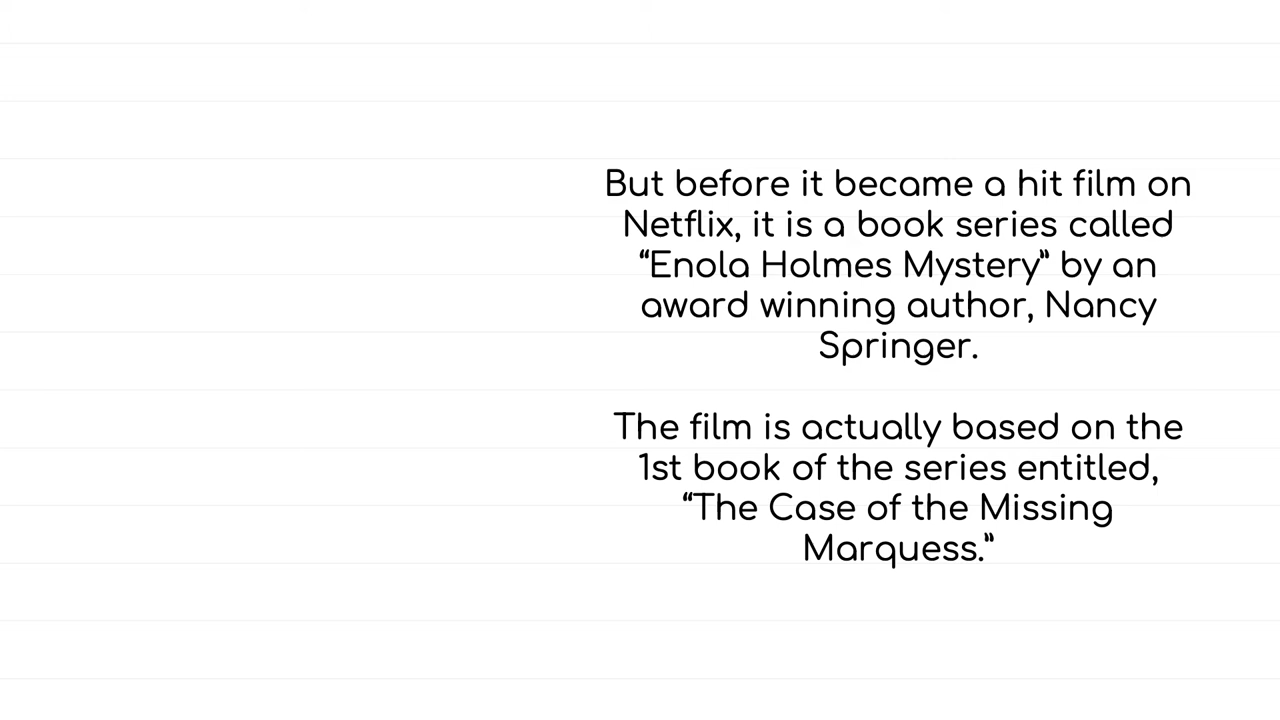 But before it became a hit film on
Netflix, it is a book series called
“Enola Holmes Mystery” by an
award winning author, Nancy
Springer.
The film is actually based on the
1st book of the series entitled,
“The Case of the Missing
Marquess.”